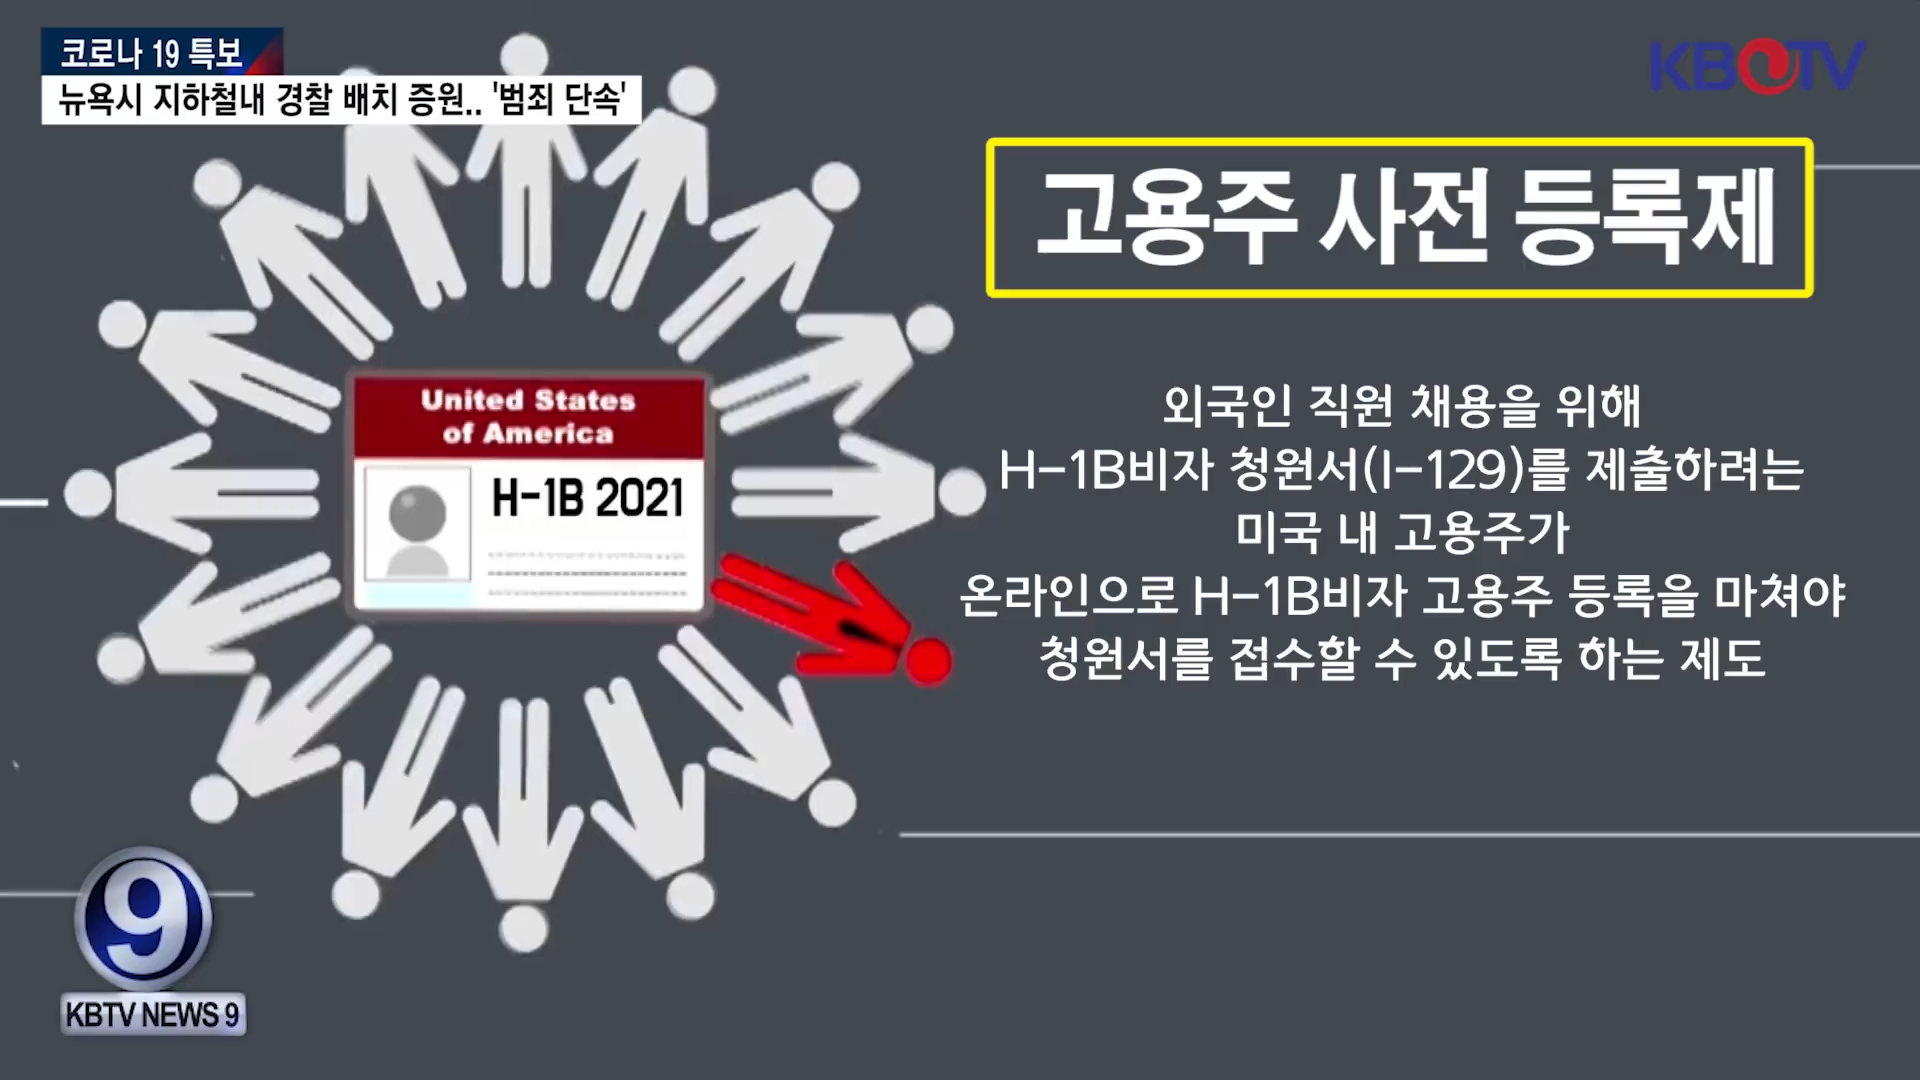 코로나 19 특보
뉴욕시 지하철내 경찰 배치 증원.. '범죄 단속'
KBTV
고용주 사전 등록제
외국인 직원 채용을 위해
H-1B비자 청원서(I-129)를 제출하려는
미국 내 고용주가
온라인으로 H-1B비자 고용주 등록을 마쳐야
청원서를 접수할 수 있도록 하는 제도
United States
of America
H-1B 2021
9
KBTV NEWS 9